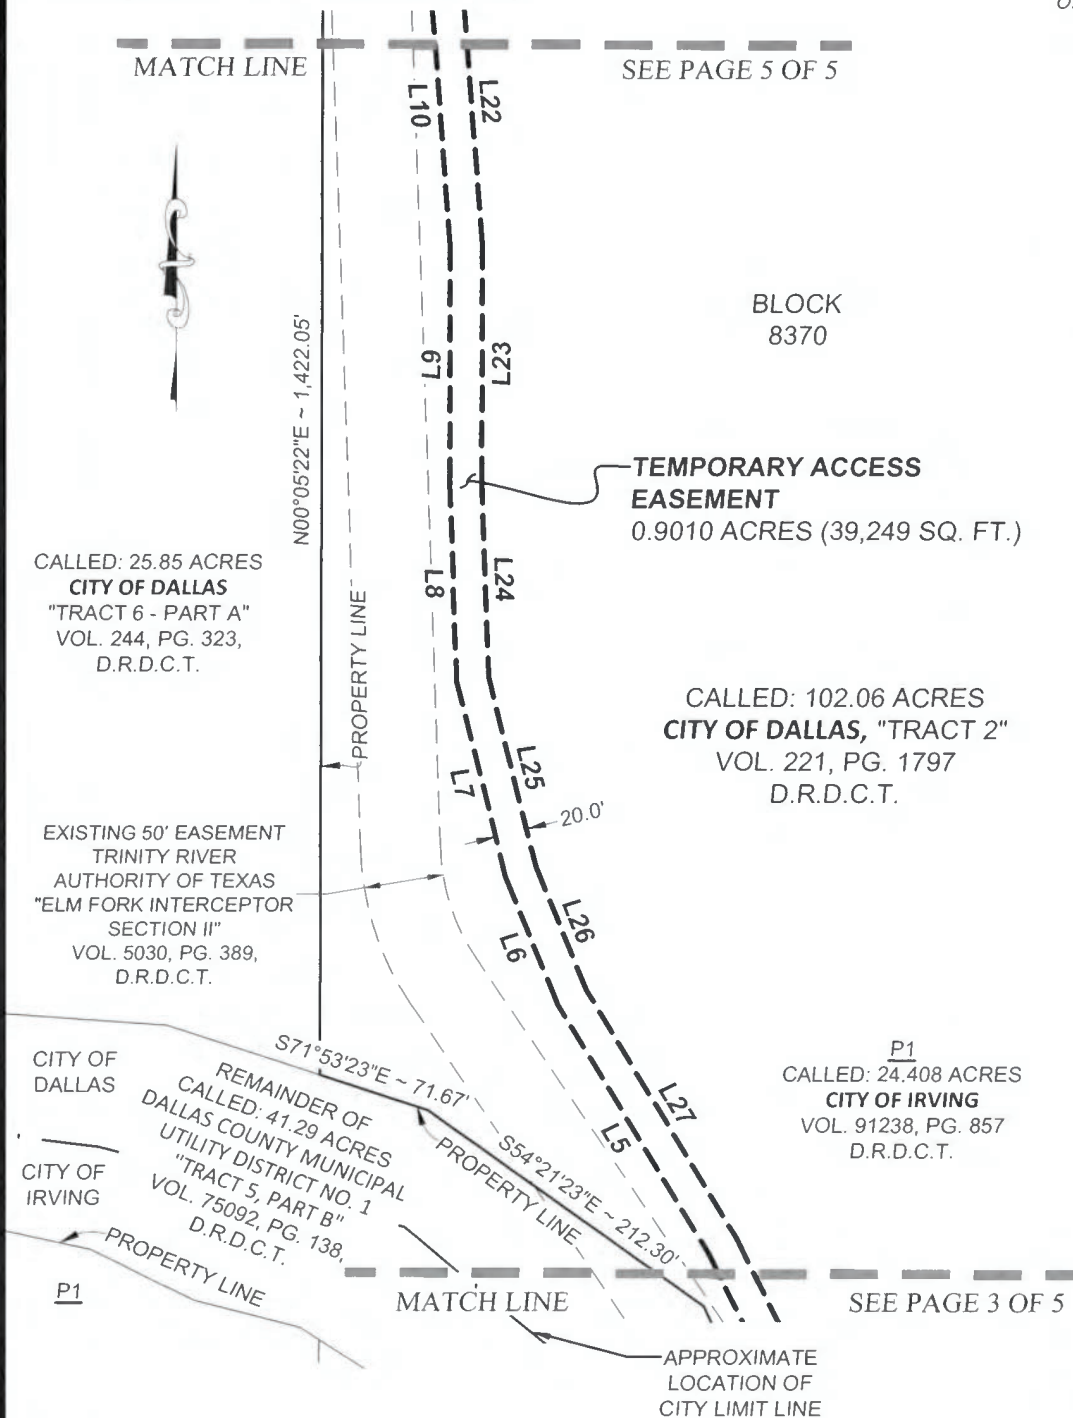 MATCH LINE
SEE PAGE 5 OF 5
L10
L22
BLOCK
8370
N00°05'22"E ~ 1,422.05'
L9
L23
TEMPORARY ACCESS
EASEMENT
0.9010 ACRES (39,249 SQ. FT.)
CALLED: 25.85 ACRES
CITY OF DALLAS
"TRACT 6 - PART A"
VOL. 244, PG. 323,
D.R.D.C.T.
L8
L24
PROPERTY LINE
CALLED: 102.06 ACRES
CITY OF DALLAS, "TRACT 2"
VOL. 221, PG. 1797
D.R.D.C.T.
L7
L25
20.0'
EXISTING 50' EASEMENT
TRINITY RIVER
AUTHORITY OF TEXAS
"ELM FORK INTERCEPTOR
SECTION II"
VOL. 5030, PG. 389,
D.R.D.C.T.
L6
L26
CITY OF
DALLAS
S71°53'23"E ~ 71.67'
REMAINDER OF
CALLED: 41.29 ACRES
DALLAS COUNTY MUNICIPAL
UTILITY DISTRICT NO. 1
"TRACT 5, PART B"
VOL. 75092, PG. 138,
D.R.D.C.T.
PROPERTY LINE
S54°21'23"E ~ 212.30'
L5
L27
P1
CALLED: 24.408 ACRES
CITY OF IRVING
VOL. 91238, PG. 857
D.R.D.C.T.
CITY OF
IRVING
PROPERTY LINE
P1
MATCH LINE
SEE PAGE 3 OF 5
APPROXIMATE
LOCATION OF
CITY LIMIT LINE